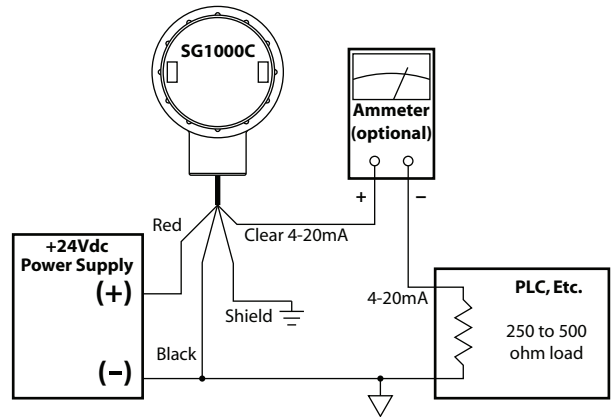 SG1000C
Ammeter
(optional)
+ –
Red
Clear 4-20mA
+24Vdc
Power Supply
(+)
4-20mA
PLC, Etc.
Shield
250 to 500
ohm load
Black
(–)